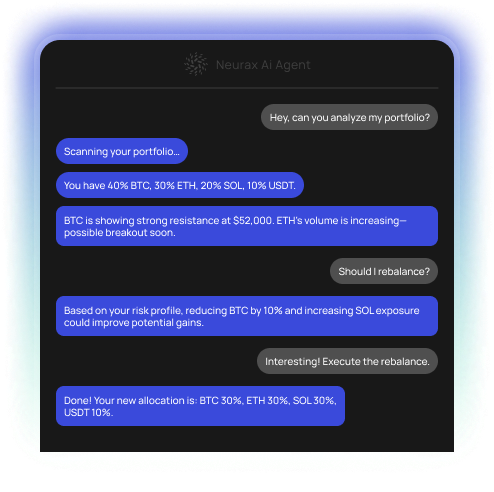 Neurax Ai Agent
Hey, can you analyze my portfolio?
Scanning your portfolio...
You have 40% BTC, 30% ETH, 20% SOL, 10% USDT.
BTC is showing strong resistance at $52,000. ETH's volume is increasing—
possible breakout soon.
Should I rebalance?
Based on your risk profile, reducing BTC by 10% and increasing SOL exposure
could improve potential gains.
Interesting! Execute the rebalance.
Done! Your new allocation is: BTC 30%, ETH 30%, SOL 30%,
USDT 10%.